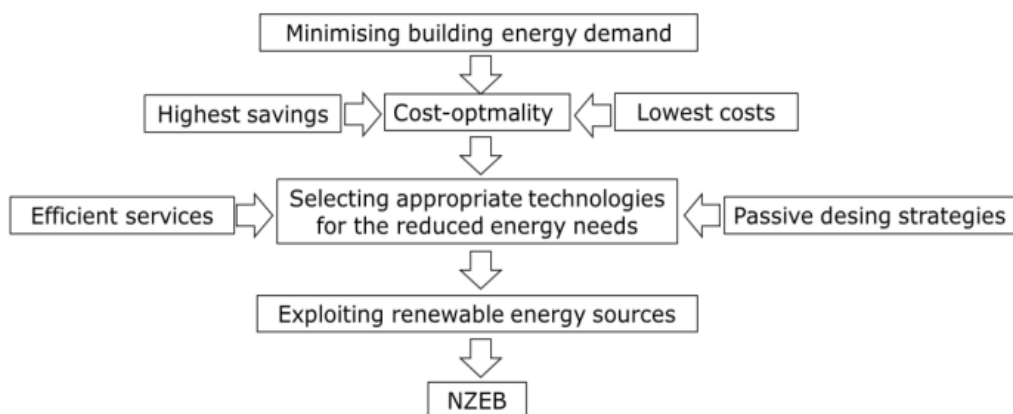 Minimising building energy demand
Highest savings
Cost-optmality
Lowest costs
Efficient services
Selecting appropriate technologies
for the reduced energy needs
Passive desing strategies
Exploiting renewable energy sources
NZEB